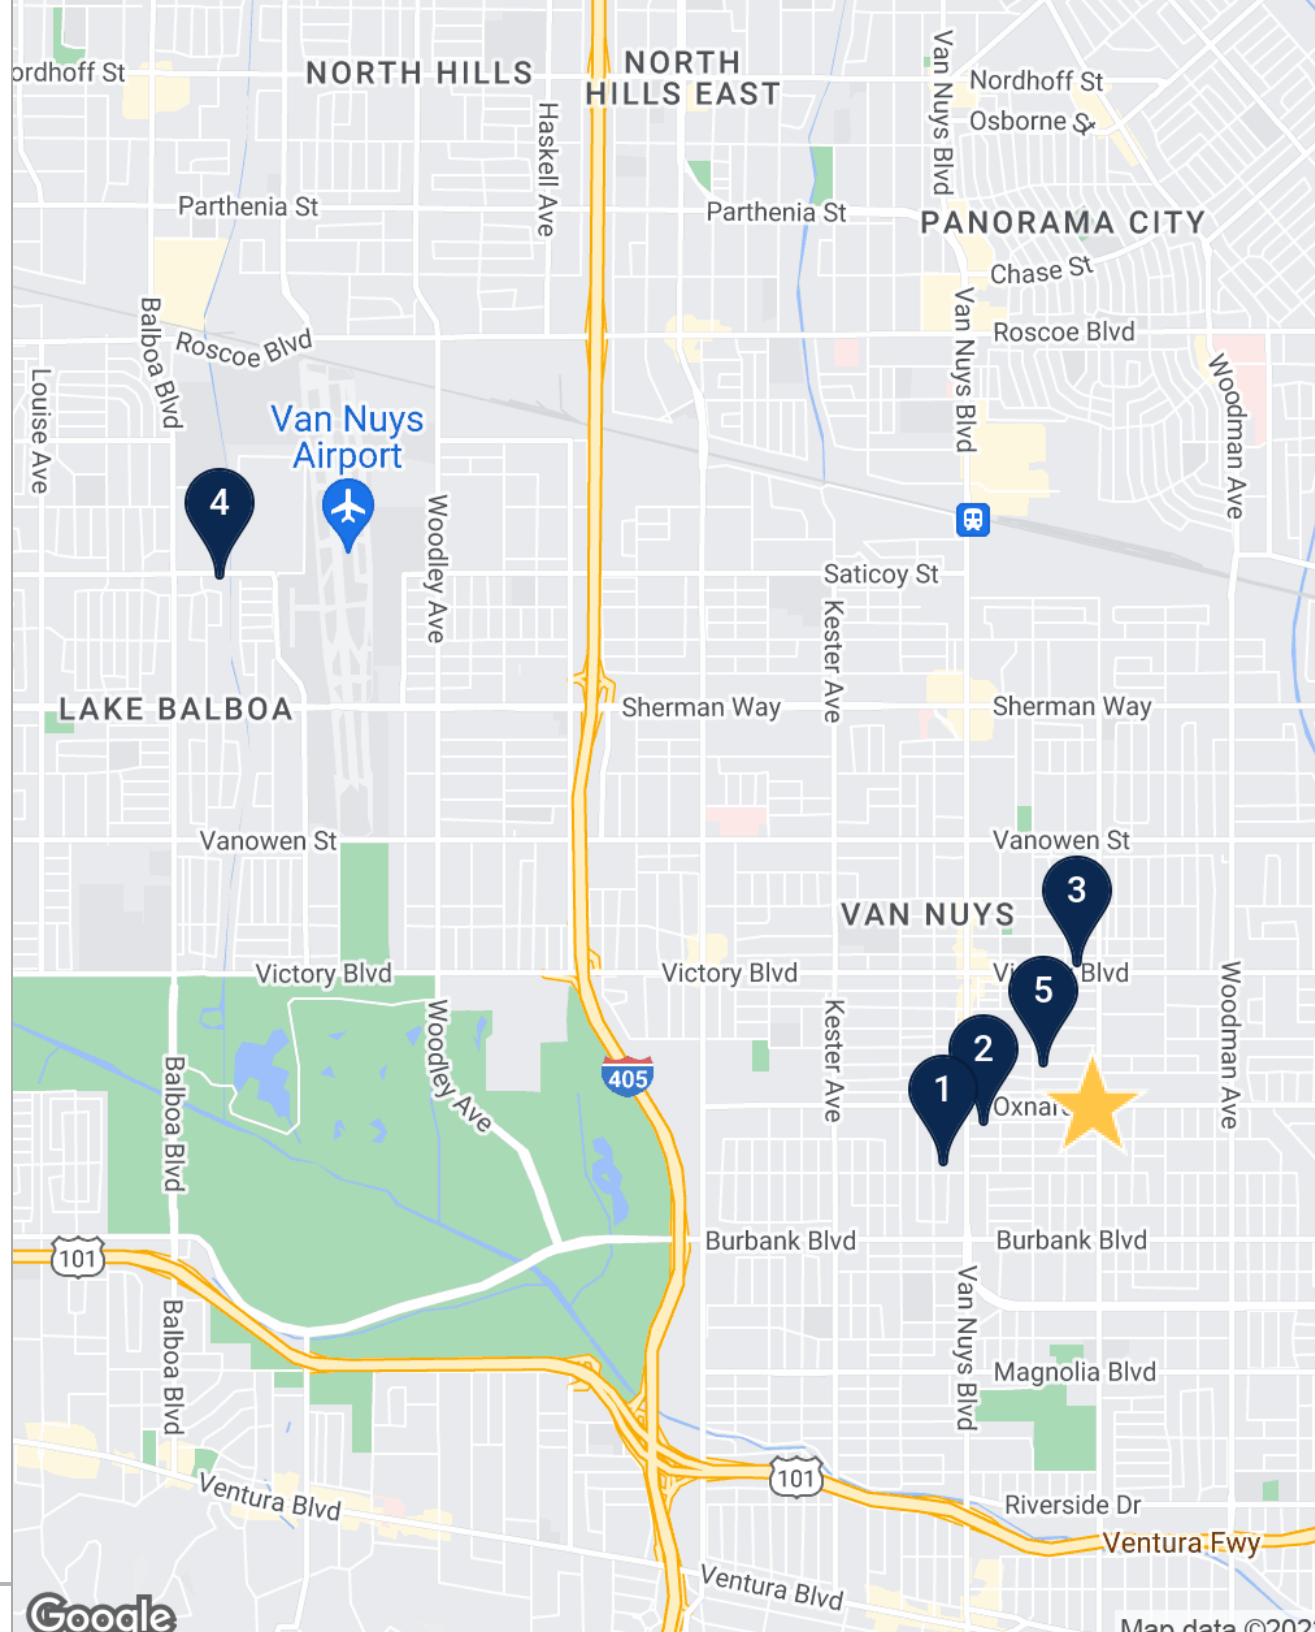 ordhoff St
NORTH HILLS
NORTH
HILLS EAST
Van Nuys Blvd
Nordhoff St
Osborne St
Haskell Ave
Parthenia St
Parthenia St
PANORAMA CITY
Chase St
Balboa Blvd
Roscoe Blvd
Van Nuys Blvd
Roscoe Blvd
Louise Ave
Woodman Ave
Van Nuys
Airport
4
Woodley Ave
Saticoy St
Kester Ave
LAKE BALBOA
Sherman Way
Sherman Way
Vanowen St
Vanowen St
3
VAN NUYS
Victory Blvd
Victory Blvd
Blvd
5
Woodman Ave
Woodley Ave
Kester Ave
2
Balboa Blvd
405
1
Oxnar
101
Burbank Blvd
Burbank Blvd
Van Nuys Blvd
Balboa Blvd
Magnolia Blvd
101
Ventura Blvd
Riverside Dr
Ventura Fwy
Ventura Blvd
Google
Map data ©202